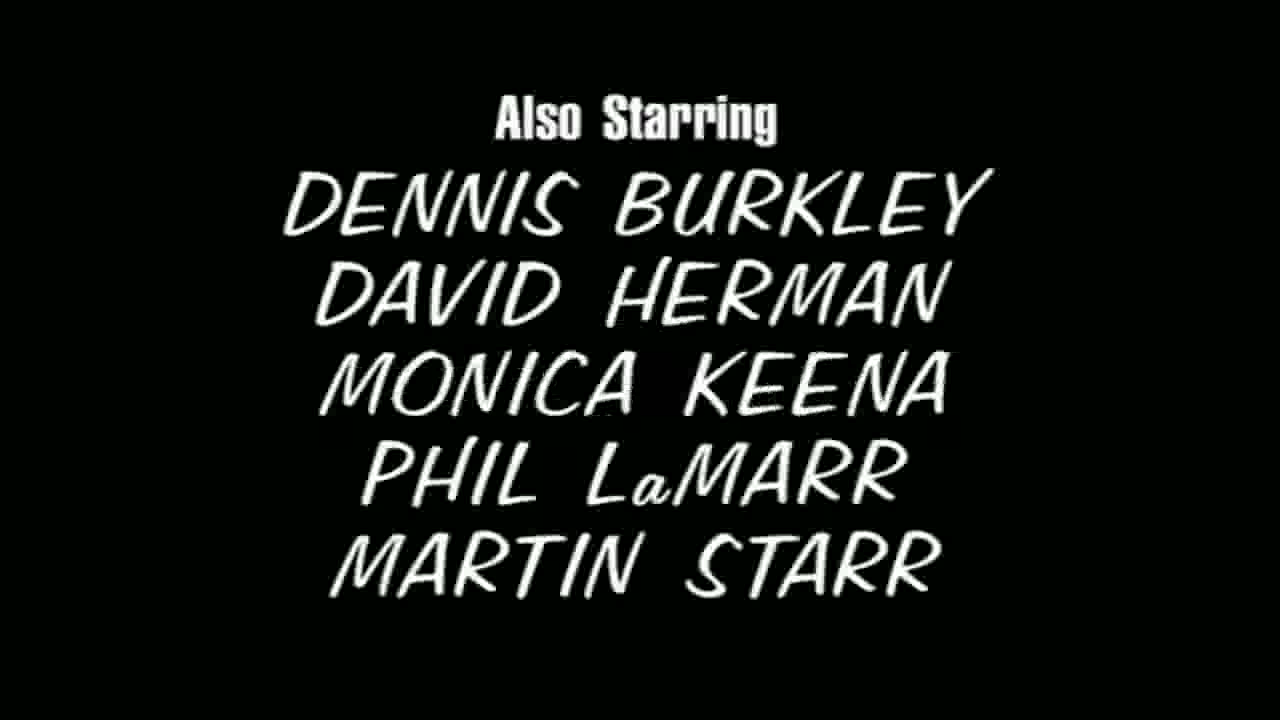 Also Starring
DENNIS BURKLEY
DAVID HERMAN
MONICA KEENA
PHIL LaMARR
MARTIN STARR